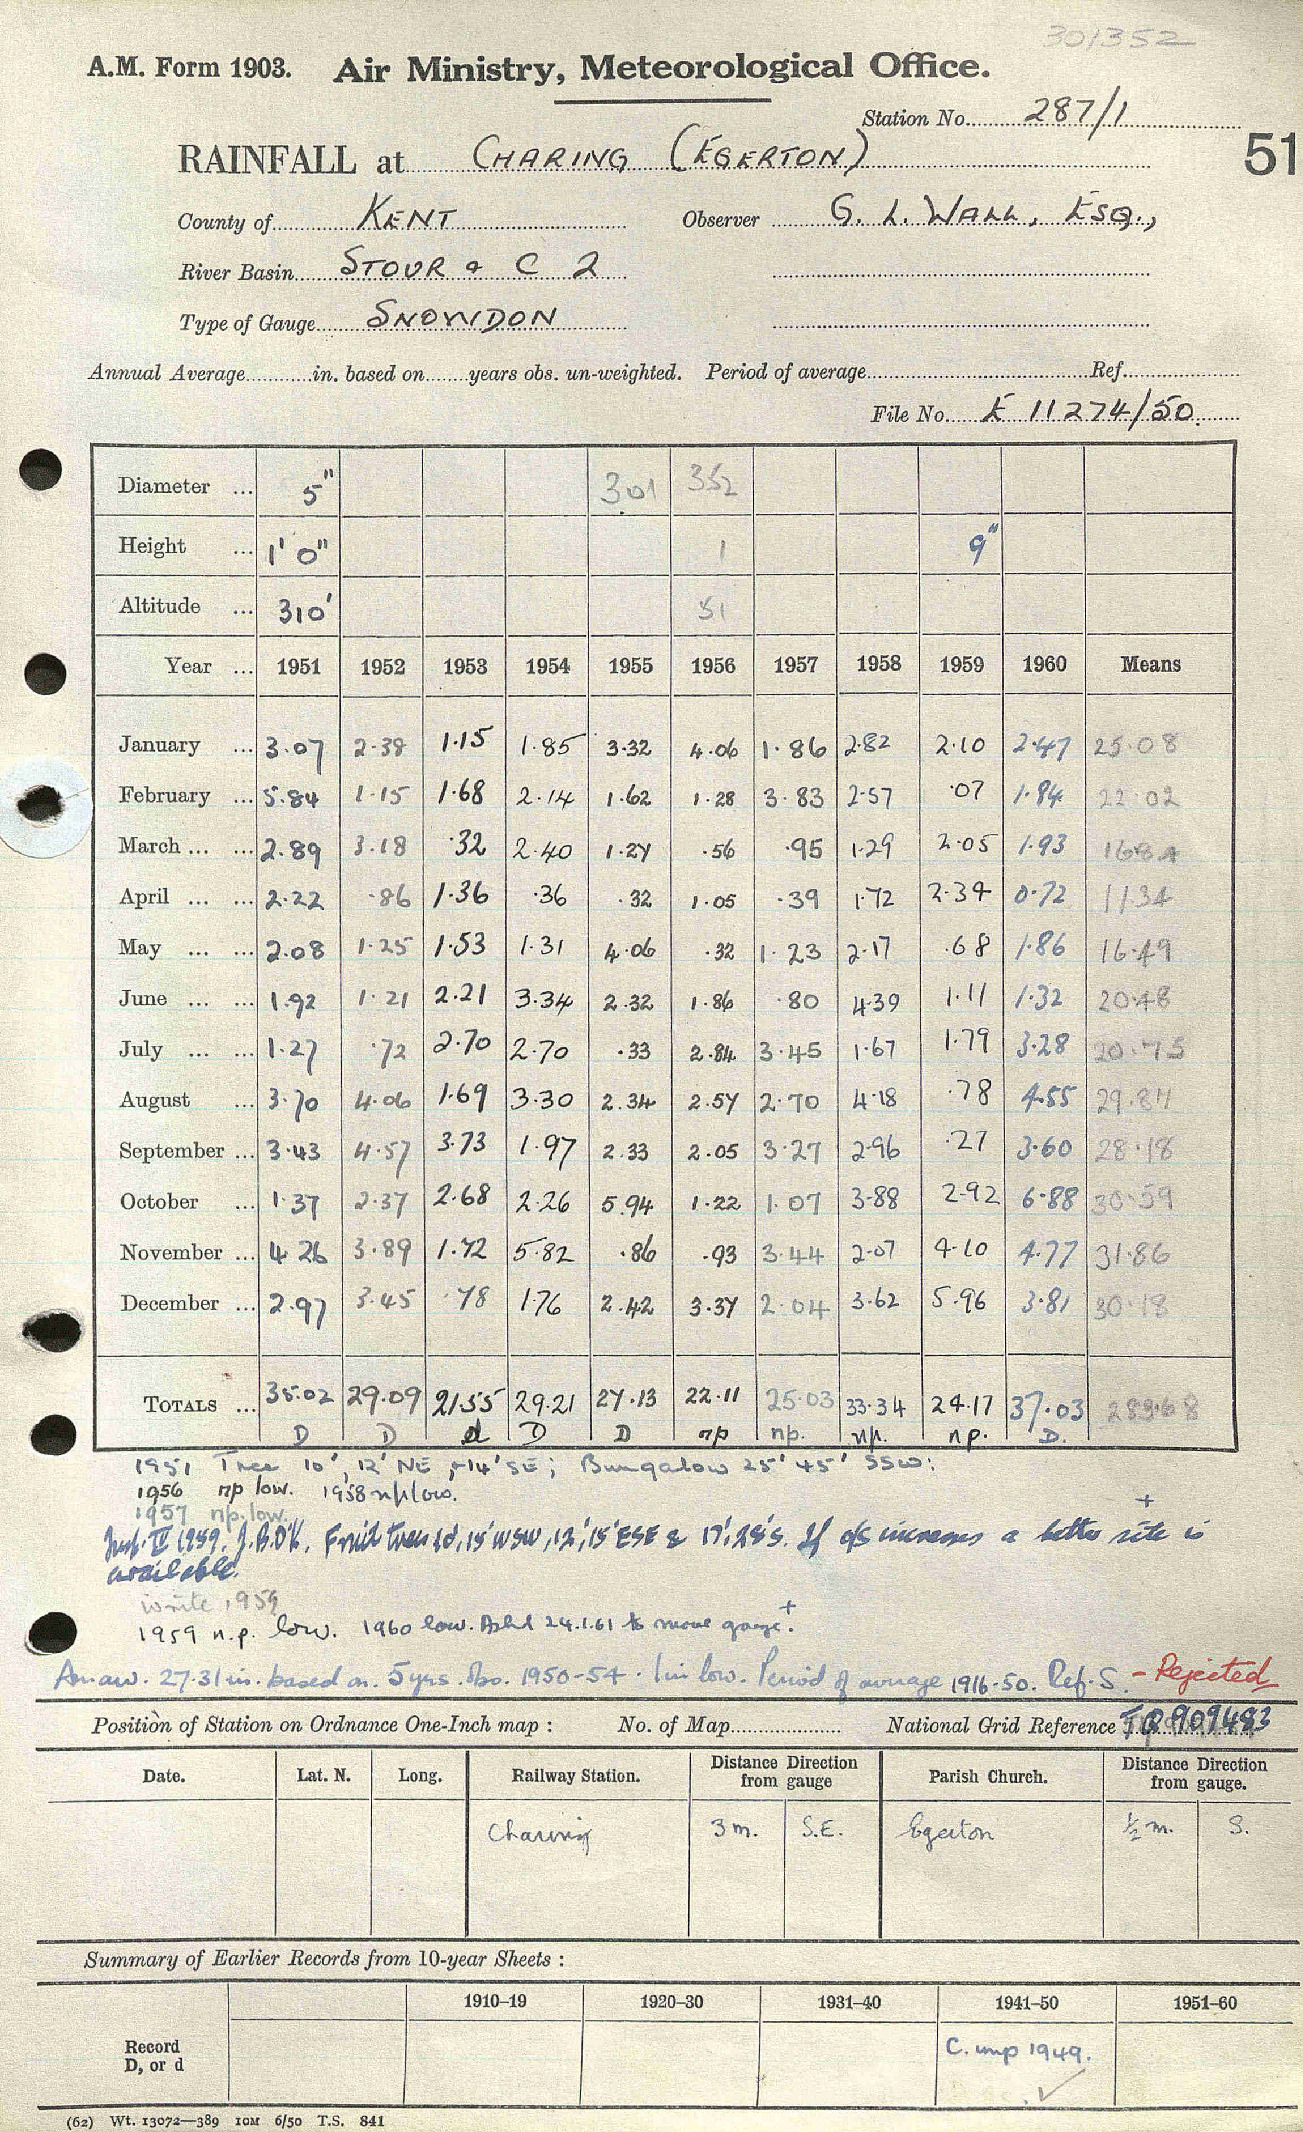 301352
A.M. Form 1903. Air Ministry, Meteorological Office.
Station No. 287/1
51
RAINFALL at CHARING (EGERTON)
County of KENT Observer G. L. WALL, ESQ.,
River Basin STOUR & C 2
Type of Gauge SNOWDON
Annual Average in. based on years obs. un-weighted. Period of average Ref.
File No. E 11274/50.
Diameter ... 5" 301 352
Height ... 1' 0" 1 9"
Altitude ... 310' 51
Year ... 1951 1952 1953 1954 1955 1956 1957 1958 1959 1960 Means
January ... 3.07 2.38 1.15 1.85 3.32 4.06 1.86 2.82 2.10 2.47 25.08
February ... 5.84 1.15 1.68 2.14 1.62 1.28 3.83 2.57 .07 1.84 22.02
March ... ... 2.89 3.18 .32 2.40 1.27 .56 .95 1.29 2.05 1.93 16.84
April ... ... 2.22 .86 1.36 .36 .32 1.05 .39 1.72 2.34 0.72 11.34
May ... ... 2.08 1.25 1.53 1.31 4.06 .32 1.23 2.17 .68 1.86 16.49
June ... ... 1.92 1.21 2.21 3.34 2.32 1.86 .80 4.39 1.11 1.32 20.48
July ... ... 1.27 .72 2.70 2.70 .33 2.84 3.45 1.67 1.79 3.28 20.75
August ... 3.70 4.06 1.69 3.30 2.34 2.57 2.70 4.18 .78 4.55 29.87
September ... 3.43 4.57 3.73 1.97 2.33 2.05 3.27 2.96 .27 3.60 28.18
October ... 1.37 2.37 2.68 2.26 5.94 1.22 1.07 3.88 2.92 6.88 30.59
November ... 4.26 3.89 1.72 5.82 .86 .93 3.44 2.07 4.10 4.77 31.86
December ... 2.97 3.45 .78 1.76 2.42 3.37 2.04 3.62 5.96 3.81 30.18
TOTALS ... 35.02 29.09 21.55 29.21 27.13 22.11 25.03 33.34 24.17 37.03 283.68
D D d D D np np. np. np. D.
1951 Tree 10', 12' NE, 14' SE; Bungalow 25' 45' SSW:
1956 np low. 1958 np low.
1957 np. low.
Insp. IV 1959. J.B.O'K. Fruit trees 10', 15' WSW, 12', 15' ESE & 17', 28' S. If o/s increases a better site is +
available.
write 1959
1959 n.p. low. 1960 low. Askd 24.1.61 to move gauge. +
An. av. 27.31 in. based on 5 yrs. obs. 1950-54. 1 in low. Period of average 1916-50. Ref. S. - Rejected
Position of Station on Ordnance One-Inch map : No. of Map National Grid Reference TQ 909483
Date. Lat. N. Long. Railway Station. Distance from gauge Direction Parish Church. Distance from gauge. Direction
Charing 3 m. S.E. Egerton ½ m. S.
Summary of Earlier Records from 10-year Sheets :
1910–19 1920–30 1931–40 1941–50 1951–60
Record
D, or d
C. unp 1949.
(62) Wt. 13072—389 10M 6/50 T.S. 841